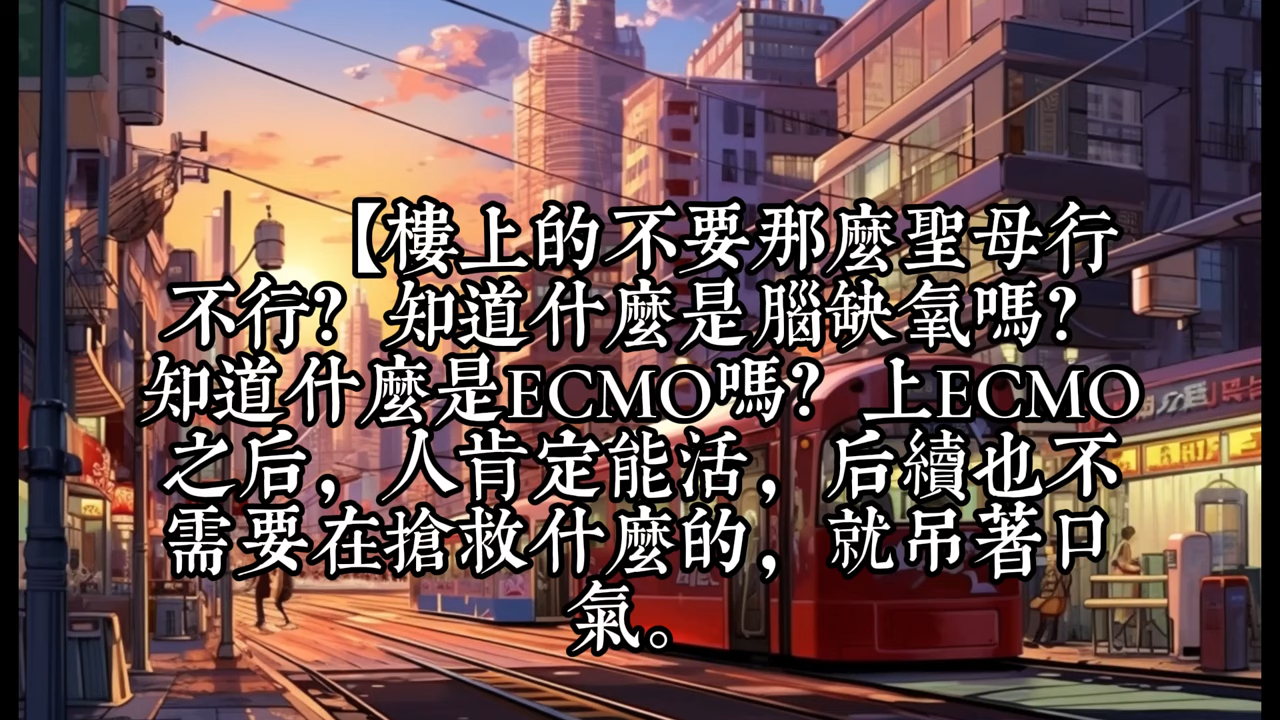 【樓上的不要那麼聖母行
不行？知道什麼是腦缺氧嗎？
知道什麼是ECMO嗎？上ECMO
之后，人肯定能活，后續也不
需要在搶救什麼的，就吊著口
氣。